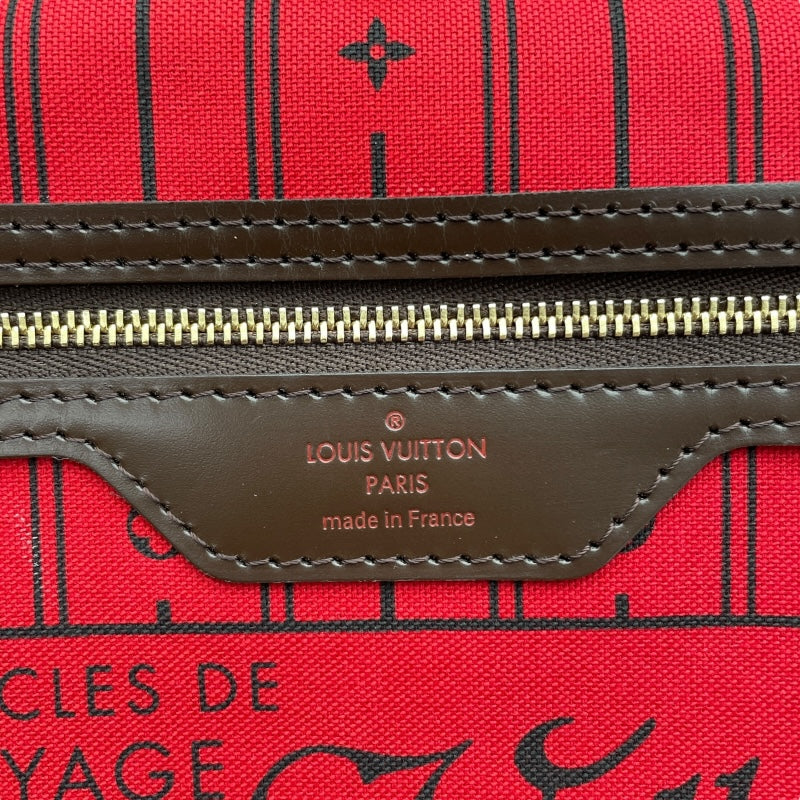 ®
LOUIS VUITTON
PARIS
made in France
CLES DE
YAGE